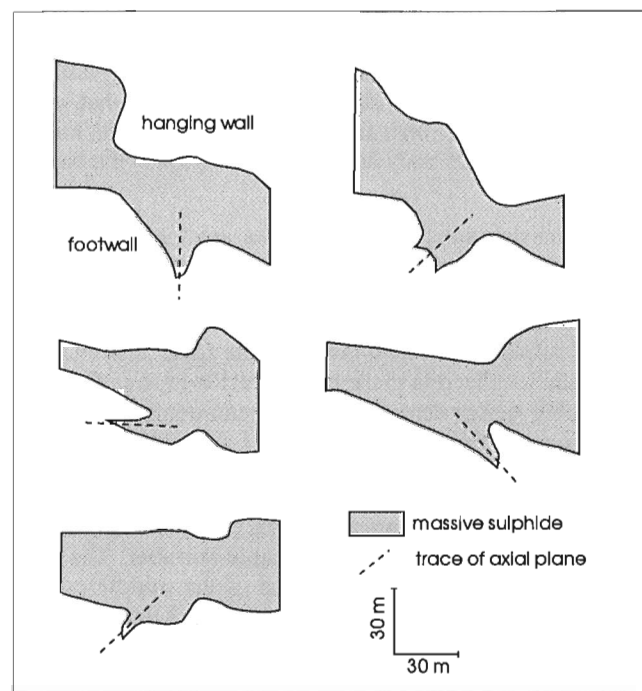 hanging wall
footwall
massive sulphide
trace of axial plane
30 m
30 m